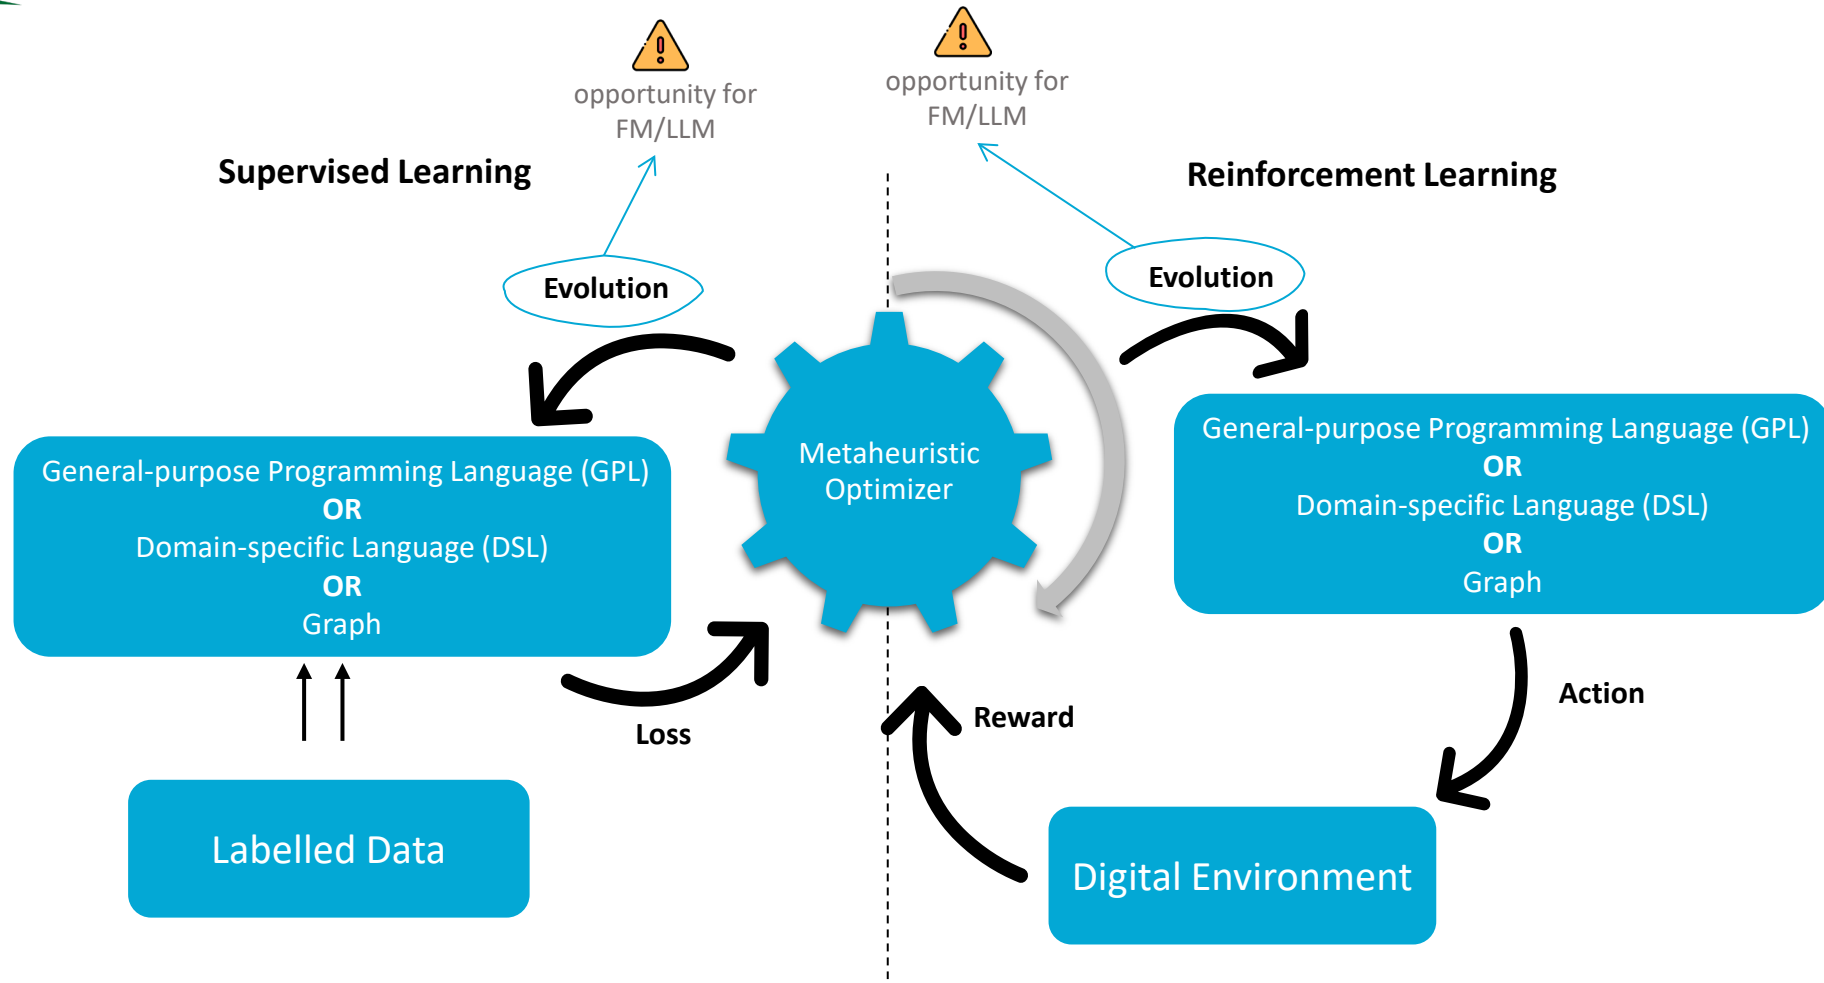 opportunity for
FM/LLM
opportunity for
FM/LLM
Supervised Learning
Reinforcement Learning
Evolution
Evolution
General-purpose Programming Language (GPL)
OR
Domain-specific Language (DSL)
OR
Graph
Metaheuristic
Optimizer
General-purpose Programming Language (GPL)
OR
Domain-specific Language (DSL)
OR
Graph
Loss
Reward
Action
Labelled Data
Digital Environment